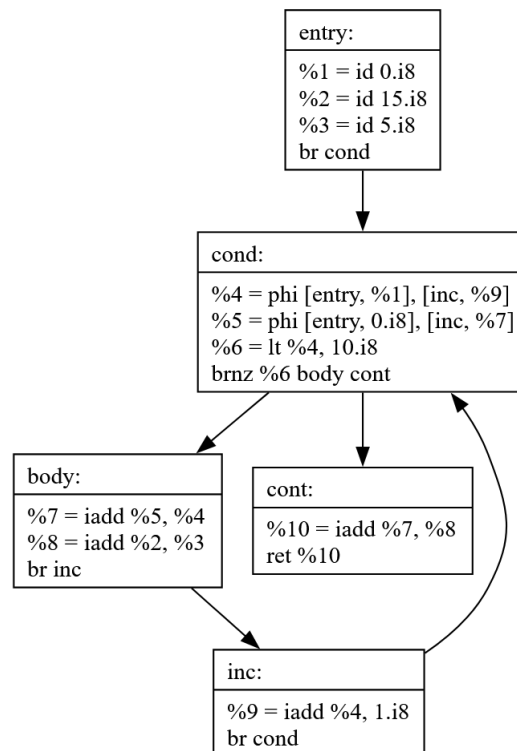 entry:
%1 = id 0.i8
%2 = id 15.i8
%3 = id 5.i8
br cond
cond:
%4 = phi [entry, %1], [inc, %9]
%5 = phi [entry, 0.i8], [inc, %7]
%6 = lt %4, 10.i8
brnz %6 body cont
body:
%7 = iadd %5, %4
%8 = iadd %2, %3
br inc
cont:
%10 = iadd %7, %8
ret %10
inc:
%9 = iadd %4, 1.i8
br cond